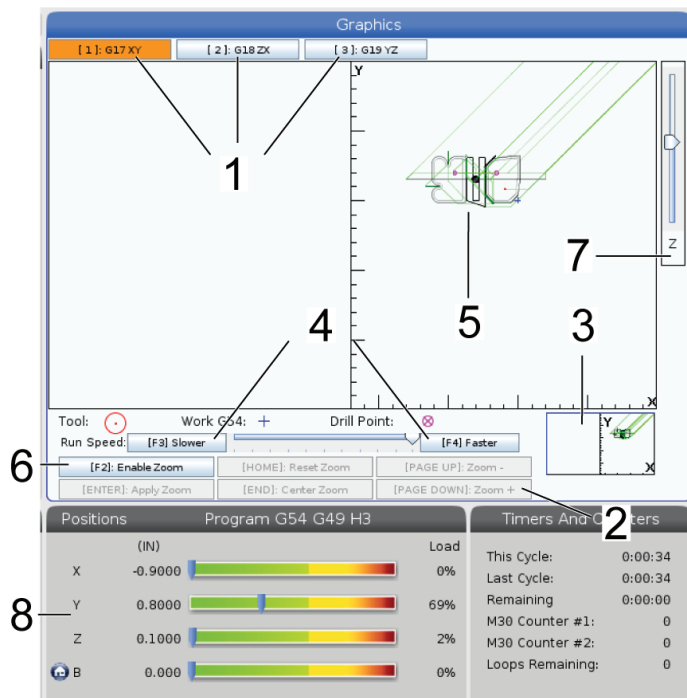 Graphics
[ 1 ]: G17 XY [ 2 ]: G18 ZX [ 3 ]: G19 YZ
Y
1
Z
7
5
4
3
X
Tool: Work G54: Drill Point:
Y
X
Run Speed: [F3] Slower [F4] Faster
6
[F2]: Enable Zoom [HOME]: Reset Zoom [PAGE UP]: Zoom -
[ENTER]: Apply Zoom [END]: Center Zoom [PAGE DOWN]: Zoom +
2
Positions Program G54 G49 H3
(IN) Load
X -0.9000 0%
8
Y 0.8000 69%
Z 0.1000 2%
B 0.000 0%
Timers And Counters
This Cycle: 0:00:34
Last Cycle: 0:00:34
Remaining 0:00:00
M30 Counter #1: 0
M30 Counter #2: 0
Loops Remaining: 0